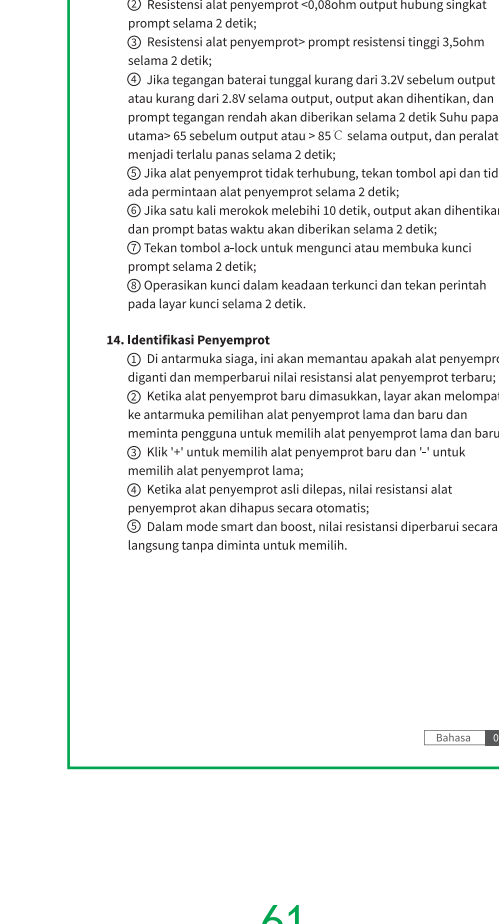 ② Resistensi alat penyemprot <0,08ohm output hubung singkat
prompt selama 2 detik;
③ Resistensi alat penyemprot> prompt resistensi tinggi 3,5ohm
selama 2 detik;
④ Jika tegangan baterai tunggal kurang dari 3.2V sebelum output
atau kurang dari 2.8V selama output, output akan dihentikan, dan
prompt tegangan rendah akan diberikan selama 2 detik Suhu papa
utama> 65 sebelum output atau > 85℃ selama output, dan peralat
menjadi terlalu panas selama 2 detik;
⑤ Jika alat penyemprot tidak terhubung, tekan tombol api dan tid
ada permintaan alat penyemprot selama 2 detik;
⑥ Jika satu kali merokok melebihi 10 detik, output akan dihentikan
dan prompt batas waktu akan diberikan selama 2 detik;
⑦ Tekan tombol a-lock untuk mengunci atau membuka kunci
prompt selama 2 detik;
⑧ Operasikan kunci dalam keadaan terkunci dan tekan perintah
pada layar kunci selama 2 detik.
14. Identifikasi Penyemprot
① Di antarmuka siaga, ini akan memantau apakah alat penyempro
diganti dan memperbarui nilai resistansi alat penyemprot terbaru;
② Ketika alat penyemprot baru dimasukkan, layar akan melompat
ke antarmuka pemilihan alat penyemprot lama dan baru dan
meminta pengguna untuk memilih alat penyemprot lama dan baru
③ Klik '+' untuk memilih alat penyemprot baru dan '-' untuk
memilih alat penyemprot lama;
④ Ketika alat penyemprot asli dilepas, nilai resistansi alat
penyemprot akan dihapus secara otomatis;
⑤ Dalam mode smart dan boost, nilai resistansi diperbarui secara
langsung tanpa diminta untuk memilih.
Bahasa 0
61